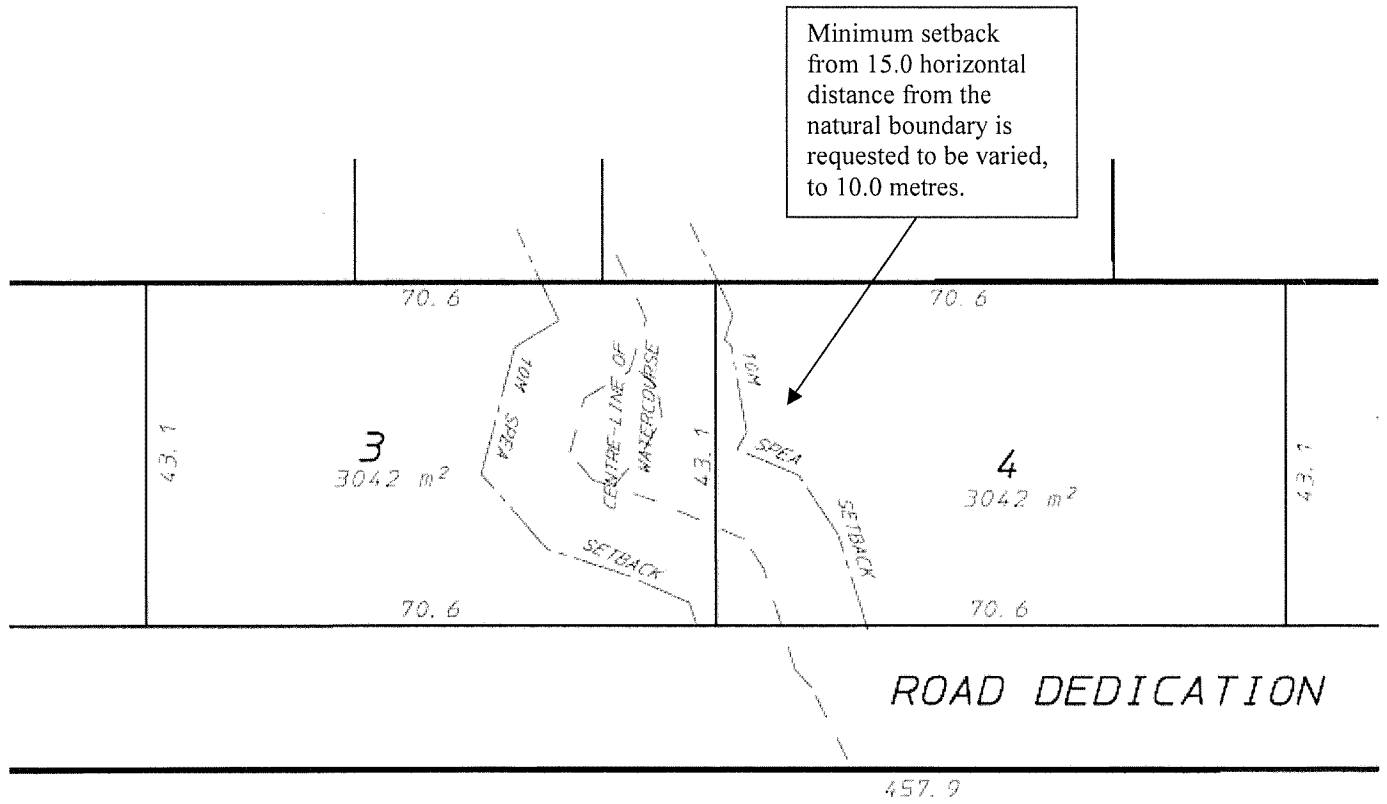 Minimum setback
from 15.0 horizontal
distance from the
natural boundary is
requested to be varied,
to 10.0 metres.
70.6
70.6
10M SPEA
SETBACK
CENTRE-LINE OF
WATERCOURSE
10M
SPEA
SETBACK
43.1
3
3042 m²
43.1
4
3042 m²
43.1
70.6
70.6
ROAD DEDICATION
457.9